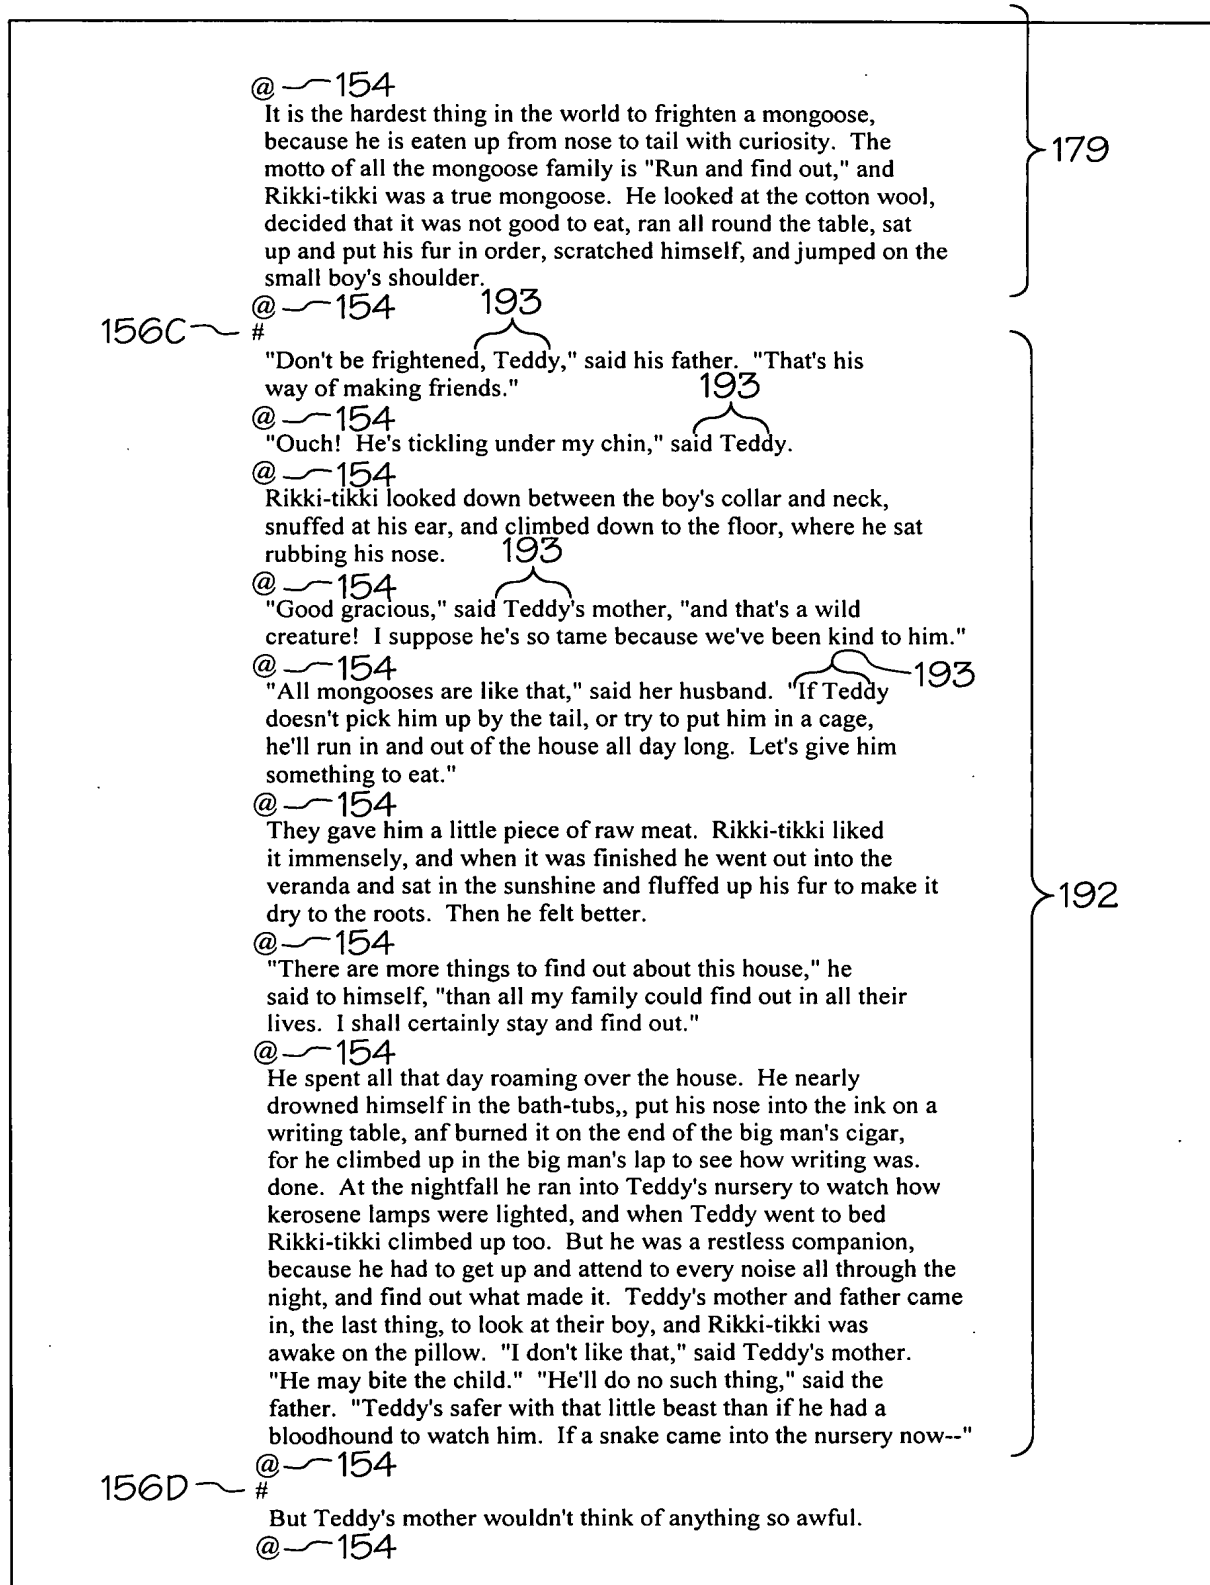 @ 154
It is the hardest thing in the world to frighten a mongoose,
because he is eaten up from nose to tail with curiosity.  The
motto of all the mongoose family is "Run and find out," and
179
Rikki-tikki was a true mongoose.  He looked at the cotton wool,
decided that it was not good to eat, ran all round the table, sat
up and put his fur in order, scratched himself, and jumped on the
small boy's shoulder.
@ 154 193
156C #
"Don't be frightened, Teddy," said his father.  "That's his
way of making friends."
193
@ 154
"Ouch!  He's tickling under my chin," said Teddy.
@ 154
Rikki-tikki looked down between the boy's collar and neck,
snuffed at his ear, and climbed down to the floor, where he sat
rubbing his nose.
193
@ 154
"Good gracious," said Teddy's mother, "and that's a wild
creature!  I suppose he's so tame because we've been kind to him."
@ 154
193
"All mongooses are like that," said her husband.  "If Teddy
doesn't pick him up by the tail, or try to put him in a cage,
he'll run in and out of the house all day long.  Let's give him
something to eat."
@ 154
They gave him a little piece of raw meat.  Rikki-tikki liked
it immensely, and when it was finished he went out into the
veranda and sat in the sunshine and fluffed up his fur to make it
192
dry to the roots.  Then he felt better.
@ 154
"There are more things to find out about this house," he
said to himself, "than all my family could find out in all their
lives.  I shall certainly stay and find out."
@ 154
He spent all that day roaming over the house.  He nearly
drowned himself in the bath-tubs,, put his nose into the ink on a
writing table, anf burned it on the end of the big man's cigar,
for he climbed up in the big man's lap to see how writing was.
done.  At the nightfall he ran into Teddy's nursery to watch how
kerosene lamps were lighted, and when Teddy went to bed
Rikki-tikki climbed up too.  But he was a restless companion,
because he had to get up and attend to every noise all through the
night, and find out what made it.  Teddy's mother and father came
in, the last thing, to look at their boy, and Rikki-tikki was
awake on the pillow.  "I don't like that," said Teddy's mother.
"He may bite the child."  "He'll do no such thing," said the
father.  "Teddy's safer with that little beast than if he had a
bloodhound to watch him.  If a snake came into the nursery now--"
@ 154
156D #
But Teddy's mother wouldn't think of anything so awful.
@ 154